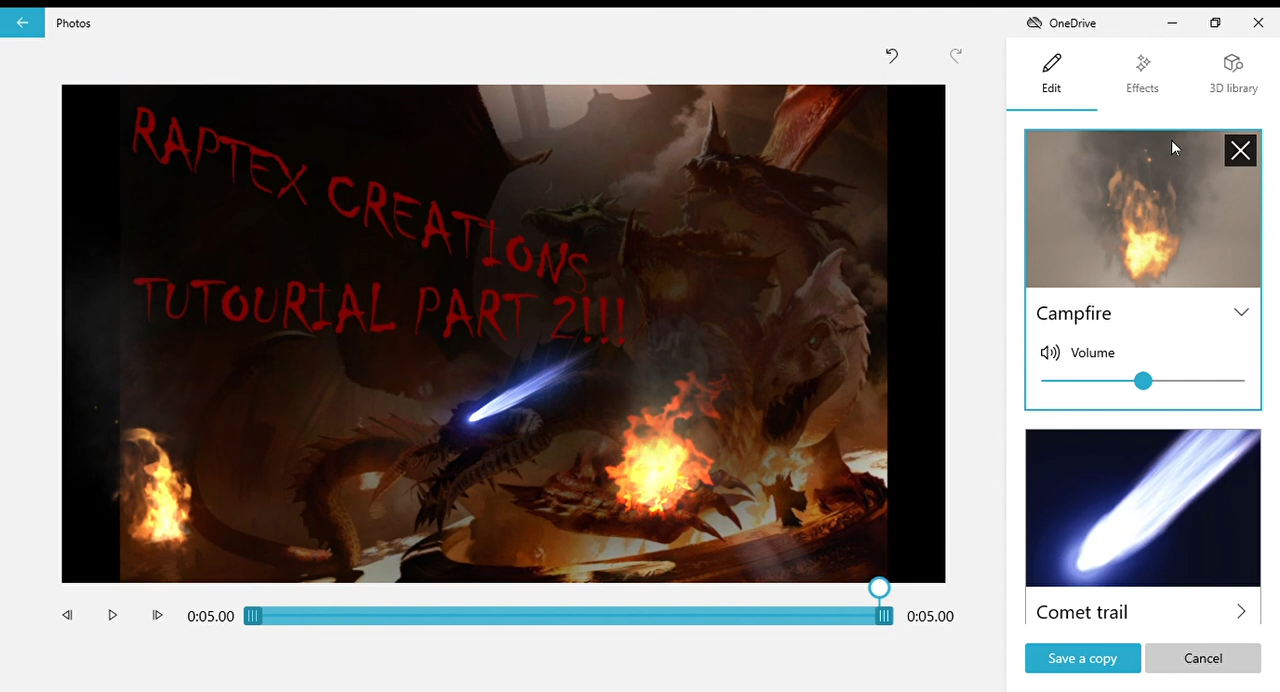 Photos
OneDrive
Edit
Effects
3D library
RAPTEX CREATIONS
TUTOURIAL PART 2!!!
Campfire
Volume
Comet trail
0:05.00
0:05.00
Save a copy
Cancel